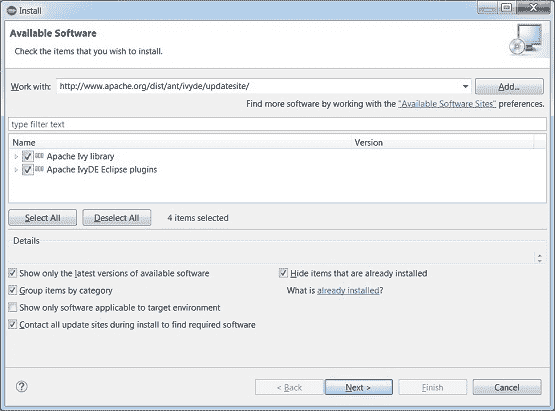 Install
Available Software
Check the items that you wish to install.
Work with: http://www.apache.org/dist/ant/ivyde/updatesite/ Add...
Find more software by working with the "Available Software Sites" preferences.
type filter text
Name Version
Apache Ivy library
Apache IvyDE Eclipse plugins
Select All Deselect All 4 items selected
Details
Show only the latest versions of available software Hide items that are already installed
Group items by category What is already installed?
Show only software applicable to target environment
Contact all update sites during install to find required software
? < Back Next > Finish Cancel